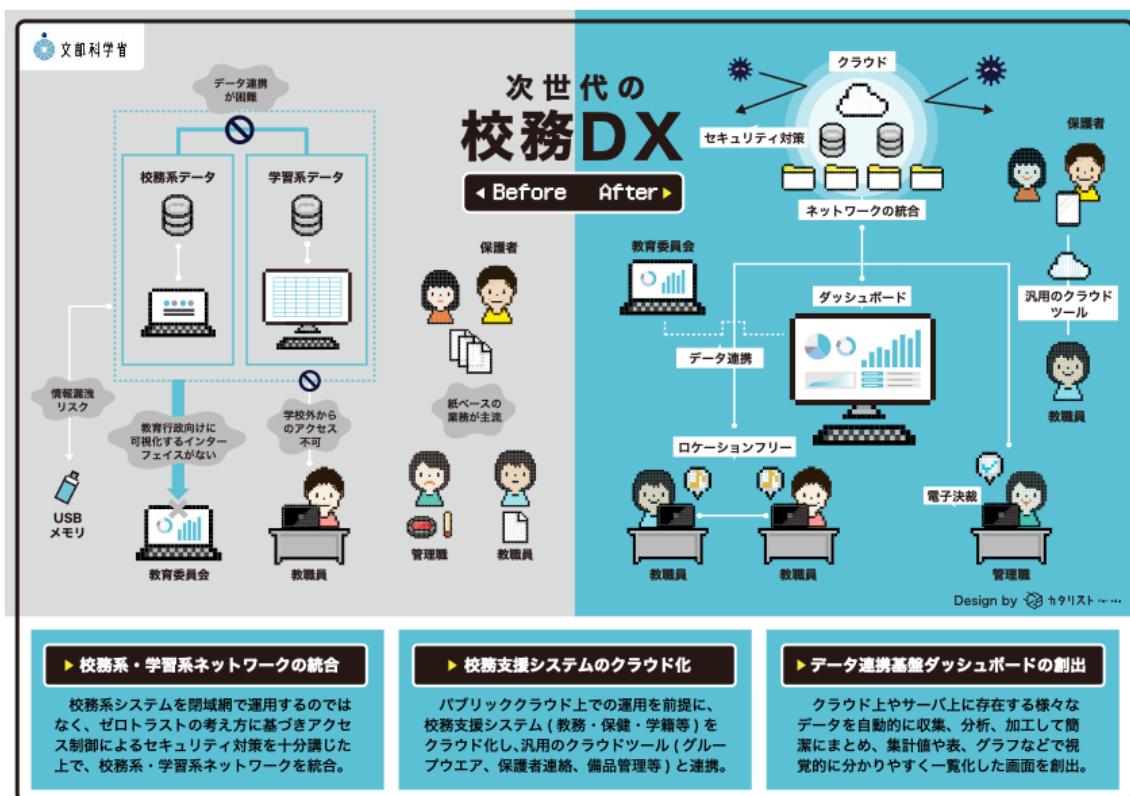 文部科学省
次世代の
校務DX
◀Before After▶
データ連携
が困難
校務系データ
学習系データ
情報漏洩
リスク
教育行政向けに
可視化するインター
フェイスがない
学校外から
のアクセス
不可
USB
メモリ
教育委員会
教職員
保護者
紙ベースの
業務が主流
管理職
教職員
クラウド
セキュリティ対策
ネットワークの統合
保護者
教育委員会
ダッシュボード
汎用のクラウド
ツール
データ連携
教職員
ロケーションフリー
電子決裁
教職員
教職員
管理職
Design by カタリスト
▶校務系・学習系ネットワークの統合
校務系システムを閉域網で運用するのでは
なく、ゼロトラストの考え方に基づきアクセ
ス制御によるセキュリティ対策を十分講じた
上で、校務系・学習系ネットワークを統合。
▶校務支援システムのクラウド化
パブリッククラウド上での運用を前提に、
校務支援システム(教務・保健・学籍等)を
クラウド化し、汎用のクラウドツール(グルー
プウエア、保護者連絡、備品管理等)と連携。
▶データ連携基盤ダッシュボードの創出
クラウド上やサーバ上に存在する様々な
データを自動的に収集、分析、加工して簡
潔にまとめ、集計値や表、グラフなどで視
覚的に分かりやすく一覧化した画面を創出。